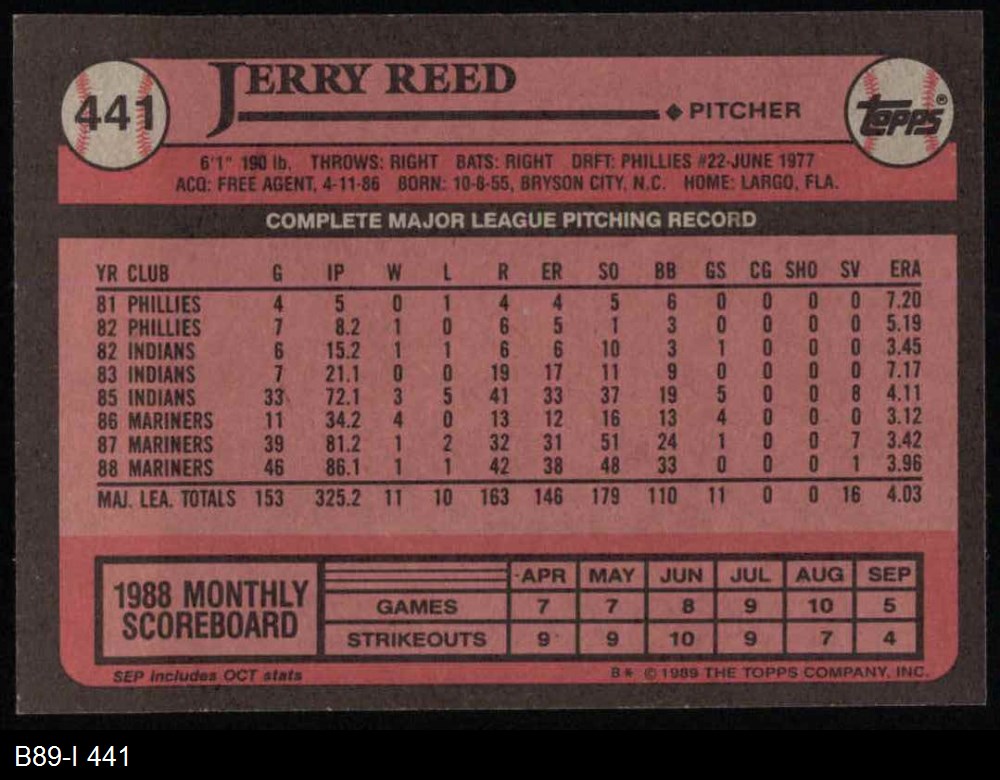 441
JERRY REED
◆ PITCHER
TOPPS®
6'1" 190 lb. THROWS: RIGHT BATS: RIGHT DRFT: PHILLIES #22-JUNE 1977
ACQ: FREE AGENT, 4-11-86 BORN: 10-8-55, BRYSON CITY, N.C. HOME: LARGO, FLA.
COMPLETE MAJOR LEAGUE PITCHING RECORD
YR CLUB G IP W L R ER SO BB GS CG SHO SV ERA
81 PHILLIES 4 5 0 1 4 4 5 6 0 0 0 0 7.20
82 PHILLIES 7 8.2 1 0 6 5 1 3 0 0 0 0 5.19
82 INDIANS 6 15.2 1 1 6 6 10 3 1 0 0 0 3.45
83 INDIANS 7 21.1 0 0 19 17 11 9 0 0 0 0 7.17
85 INDIANS 33 72.1 3 5 41 33 37 19 5 0 0 8 4.11
86 MARINERS 11 34.2 4 0 13 12 16 13 4 0 0 0 3.12
87 MARINERS 39 81.2 1 2 32 31 51 24 1 0 0 7 3.42
88 MARINERS 46 86.1 1 1 42 38 48 33 0 0 0 1 3.96
MAJ. LEA. TOTALS 153 325.2 11 10 163 146 179 110 11 0 0 16 4.03
1988 MONTHLY
SCOREBOARD
APR MAY JUN JUL AUG SEP
GAMES 7 7 8 9 10 5
STRIKEOUTS 9 9 10 9 7 4
SEP includes OCT stats
B* © 1989 THE TOPPS COMPANY, INC.
B89-I 441